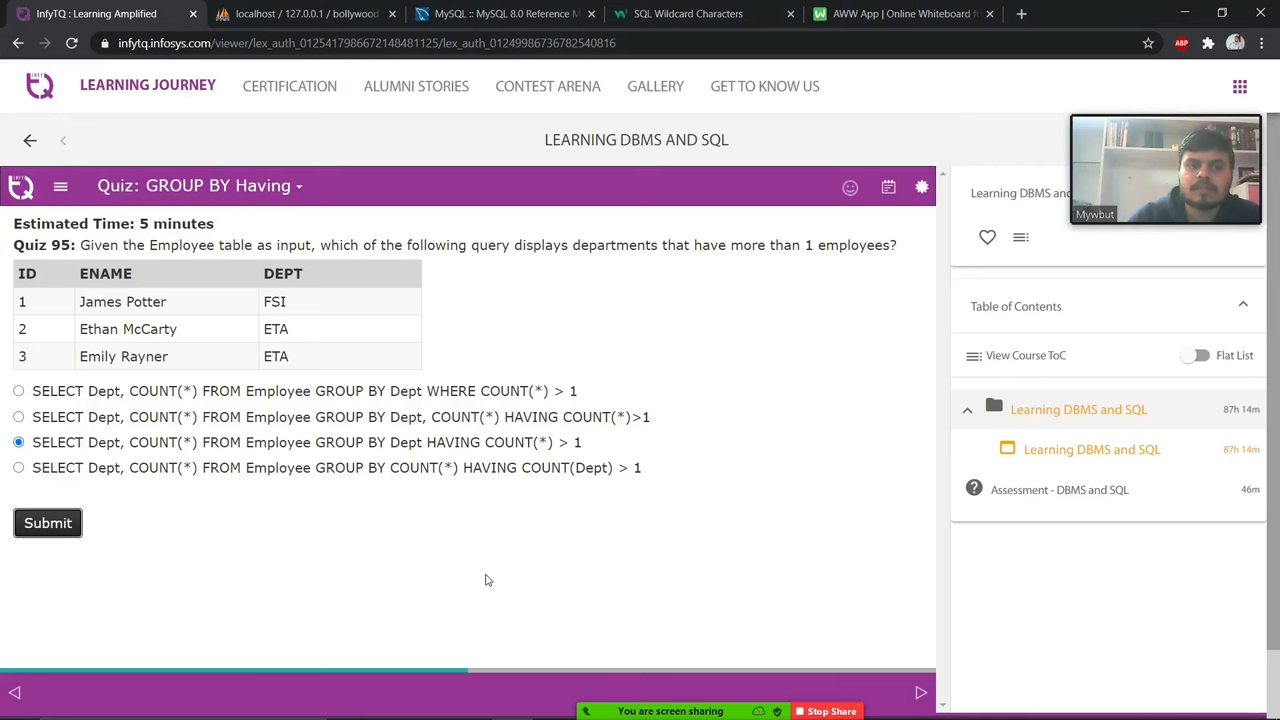 InfyTQ : Learning Amplified
localhost / 127.0.0.1 / bollywood
MySQL :: MySQL 8.0 Reference M
SQL Wildcard Characters
AWW App | Online Whiteboard f
infytq.infosys.com/viewer/lex_auth_0125417986472148481125/lex_auth_01249986736782540816
ABP
LEARNING JOURNEY
CERTIFICATION
ALUMNI STORIES
CONTEST ARENA
GALLERY
GET TO KNOW US
LEARNING DBMS AND SQL
Quiz: GROUP BY Having
Learning DBMS and
Mywbut
Estimated Time: 5 minutes
Quiz 95: Given the Employee table as input, which of the following query displays departments that have more than 1 employees?
ID ENAME DEPT
1 James Potter FSI
2 Ethan McCarty ETA
3 Emily Rayner ETA
SELECT Dept, COUNT(*) FROM Employee GROUP BY Dept WHERE COUNT(*) > 1
SELECT Dept, COUNT(*) FROM Employee GROUP BY Dept, COUNT(*) HAVING COUNT(*)>1
SELECT Dept, COUNT(*) FROM Employee GROUP BY Dept HAVING COUNT(*) > 1
SELECT Dept, COUNT(*) FROM Employee GROUP BY COUNT(*) HAVING COUNT(Dept) > 1
Submit
Table of Contents
View Course ToC
Flat List
Learning DBMS and SQL 87h 14m
Learning DBMS and SQL 87h 14m
Assessment - DBMS and SQL 46m
You are screen sharing
Stop Share